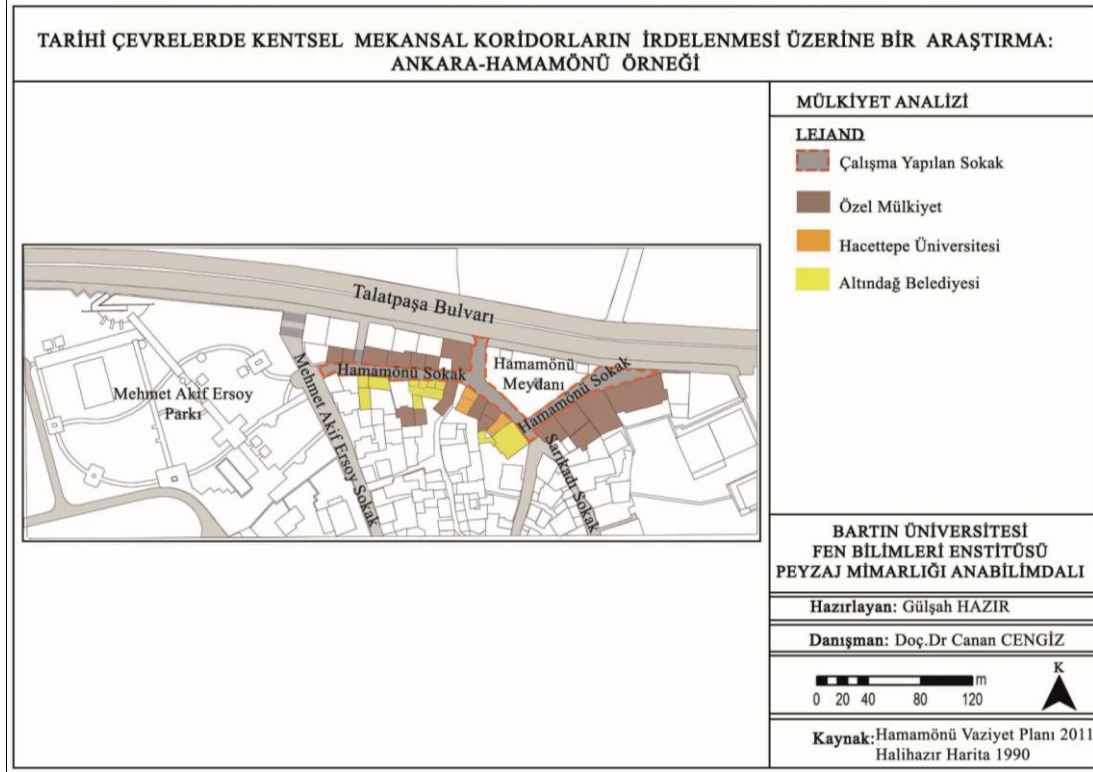 TARİHİ ÇEVRELERDE KENTSEL MEKANSAL KORİDORLARIN İRDELENMESİ ÜZERİNE BİR ARAŞTIRMA:
ANKARA-HAMAMÖNÜ ÖRNEĞİ
MÜLKİYET ANALİZİ
LEJAND
Çalışma Yapılan Sokak
Özel Mülkiyet
Hacettepe Üniversitesi
Altındağ Belediyesi
Talatpaşa Bulvarı
Mehmet Akif Ersoy
Parkı
Mehmet Akif Ersoy Sokak
Hamamönü Sokak
Hamamönü
Meydanı
Hamamönü Sokak
Sarıkadı Sokak
BARTIN ÜNİVERSİTESİ
FEN BİLİMLERİ ENSTİTÜSÜ
PEYZAJ MİMARLIĞI ANABİLİMDALI
Hazırlayan: Gülşah HAZIR
Danışman: Doç.Dr Canan CENGİZ
m
0 20 40 80 120
K
Kaynak: Hamamönü Vaziyet Planı 2011
Halihazır Harita 1990